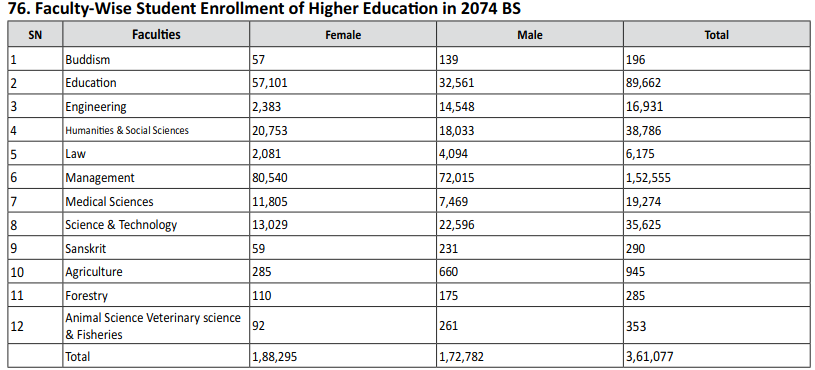 76. Faculty-Wise Student Enrollment of Higher Education in 2074 BS
SN Faculties Female Male Total
1 Buddism 57 139 196
2 Education 57,101 32,561 89,662
3 Engineering 2,383 14,548 16,931
4 Humanities & Social Sciences 20,753 18,033 38,786
5 Law 2,081 4,094 6,175
6 Management 80,540 72,015 1,52,555
7 Medical Sciences 11,805 7,469 19,274
8 Science & Technology 13,029 22,596 35,625
9 Sanskrit 59 231 290
10 Agriculture 285 660 945
11 Forestry 110 175 285
12 Animal Science Veterinary science
& Fisheries 92 261 353
Total 1,88,295 1,72,782 3,61,077